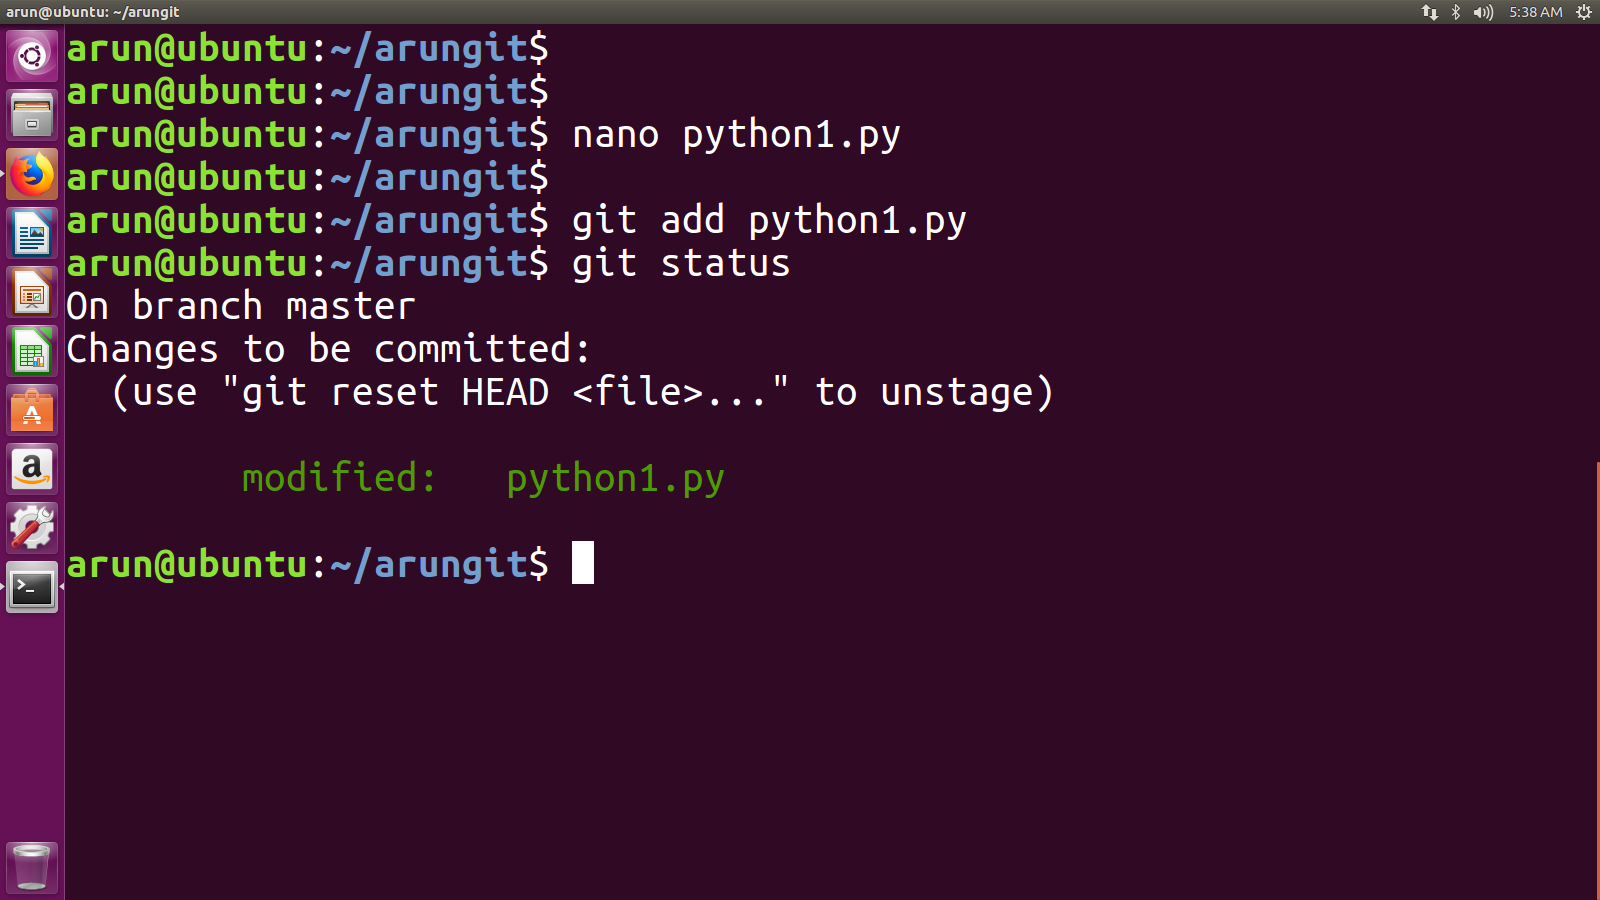 arun@ubuntu: ~/arungit
5:38 AM
arun@ubuntu:~/arungit$
arun@ubuntu:~/arungit$
arun@ubuntu:~/arungit$ nano python1.py
arun@ubuntu:~/arungit$
arun@ubuntu:~/arungit$ git add python1.py
arun@ubuntu:~/arungit$ git status
On branch master
Changes to be committed:
  (use "git reset HEAD <file>..." to unstage)
        modified:   python1.py
arun@ubuntu:~/arungit$